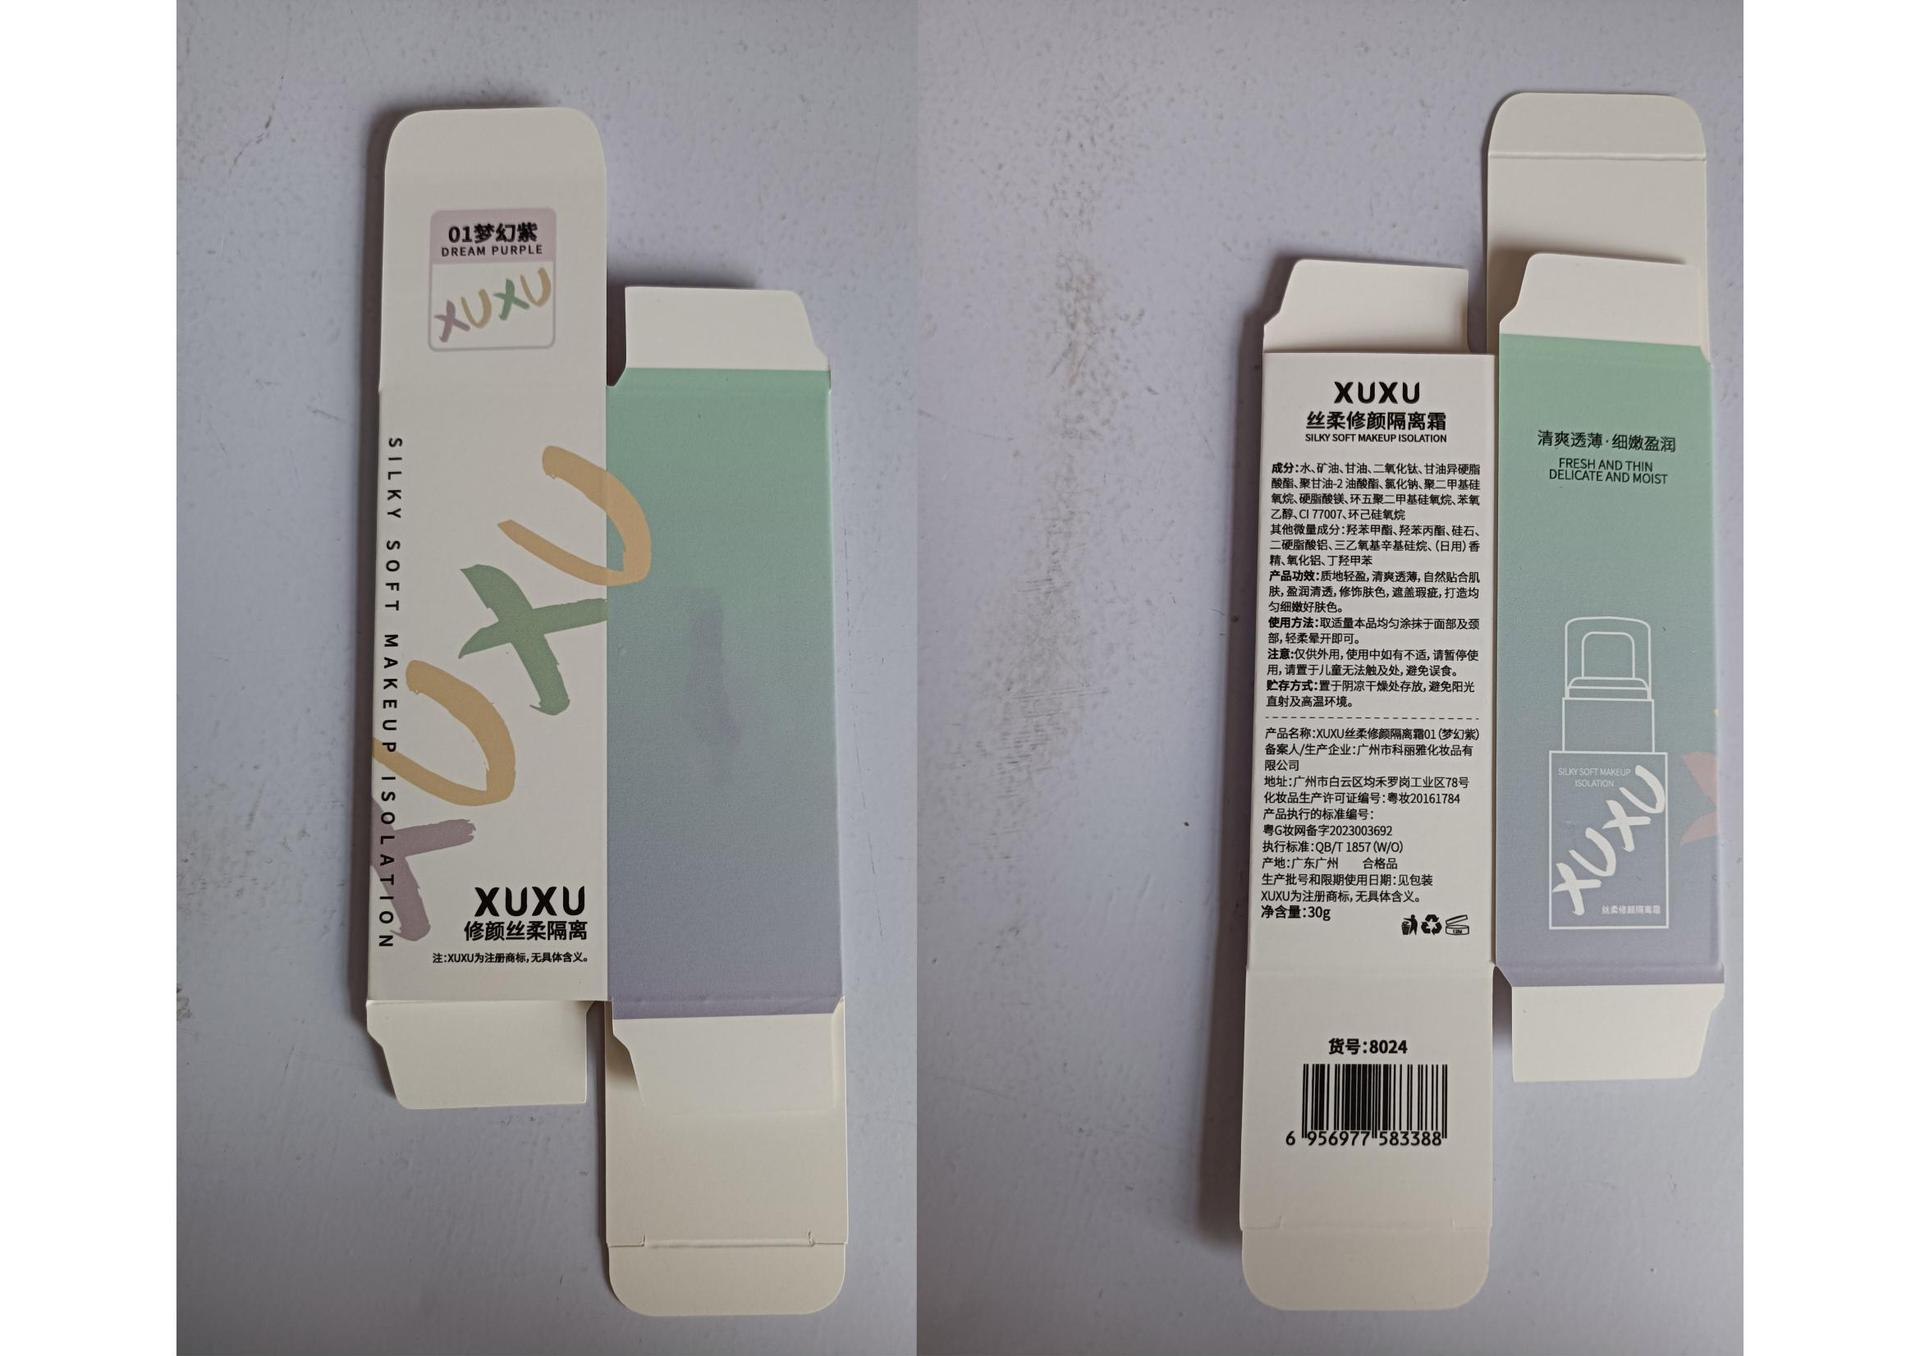 01梦幻紫
DREAM PURPLE
XUXU
SILKY SOFT MAKEUP ISOLATION
XUXU
XUXU
修颜丝柔隔离
注:XUXU为注册商标,无具体含义。
XUXU
丝柔修颜隔离霜
SILKY SOFT MAKEUP ISOLATION
成分:水、矿油、甘油、二氧化钛、甘油异硬脂
酸酯、聚甘油-2 油酸酯、氯化钠、聚二甲基硅
氧烷、硬脂酸镁、环五聚二甲基硅氧烷、苯氧
乙醇、CI 77007、环己硅氧烷
其他微量成分:羟苯甲酯、羟苯丙酯、硅石、
二硬脂酸铝、三乙氧基辛基硅烷、(日用)香
精、氧化铝、丁羟甲苯
产品功效:质地轻盈,清爽透薄,自然贴合肌
肤,盈润清透,修饰肤色,遮盖瑕疵,打造均
匀细嫩好肤色。
使用方法:取适量本品均匀涂抹于面部及颈
部,轻柔晕开即可。
注意:仅供外用,使用中如有不适,请暂停使
用,请置于儿童无法触及处,避免误食。
贮存方式:置于阴凉干燥处存放,避免阳光
直射及高温环境。
产品名称:XUXU丝柔修颜隔离霜01(梦幻紫)
备案人/生产企业:广州市科丽雅化妆品有
限公司
地址:广州市白云区均禾罗岗工业区78号
化妆品生产许可证编号:粤妆20161784
产品执行的标准编号:
粤G妆网备字2023003692
执行标准:QB/T 1857(W/O)
产地:广东广州 合格品
生产批号和限期使用日期:见包装
XUXU为注册商标,无具体含义。
净含量:30g
12M
货号:8024
6 956977 583388
清爽透薄·细嫩盈润
FRESH AND THIN
DELICATE AND MOIST
SILKY SOFT MAKEUP
ISOLATION
XUXU
丝柔修颜隔离霜